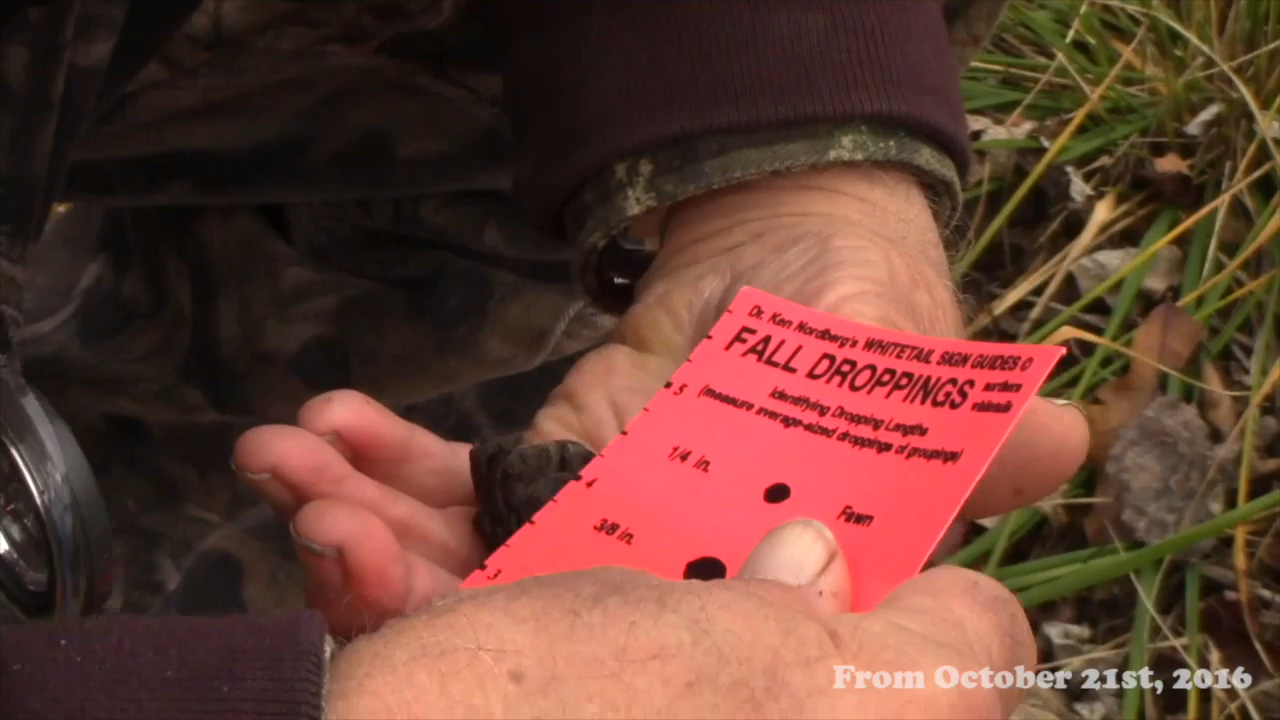 Dr. Ken Nordberg's WHITETAIL SIGN GUIDES ©
FALL DROPPINGS northern whitetails
Identifying Dropping Lengths
(measure average-sized droppings of groupings)
5
1/4 in.
4
Fawn
3/8 in.
3
From October 21st, 2016